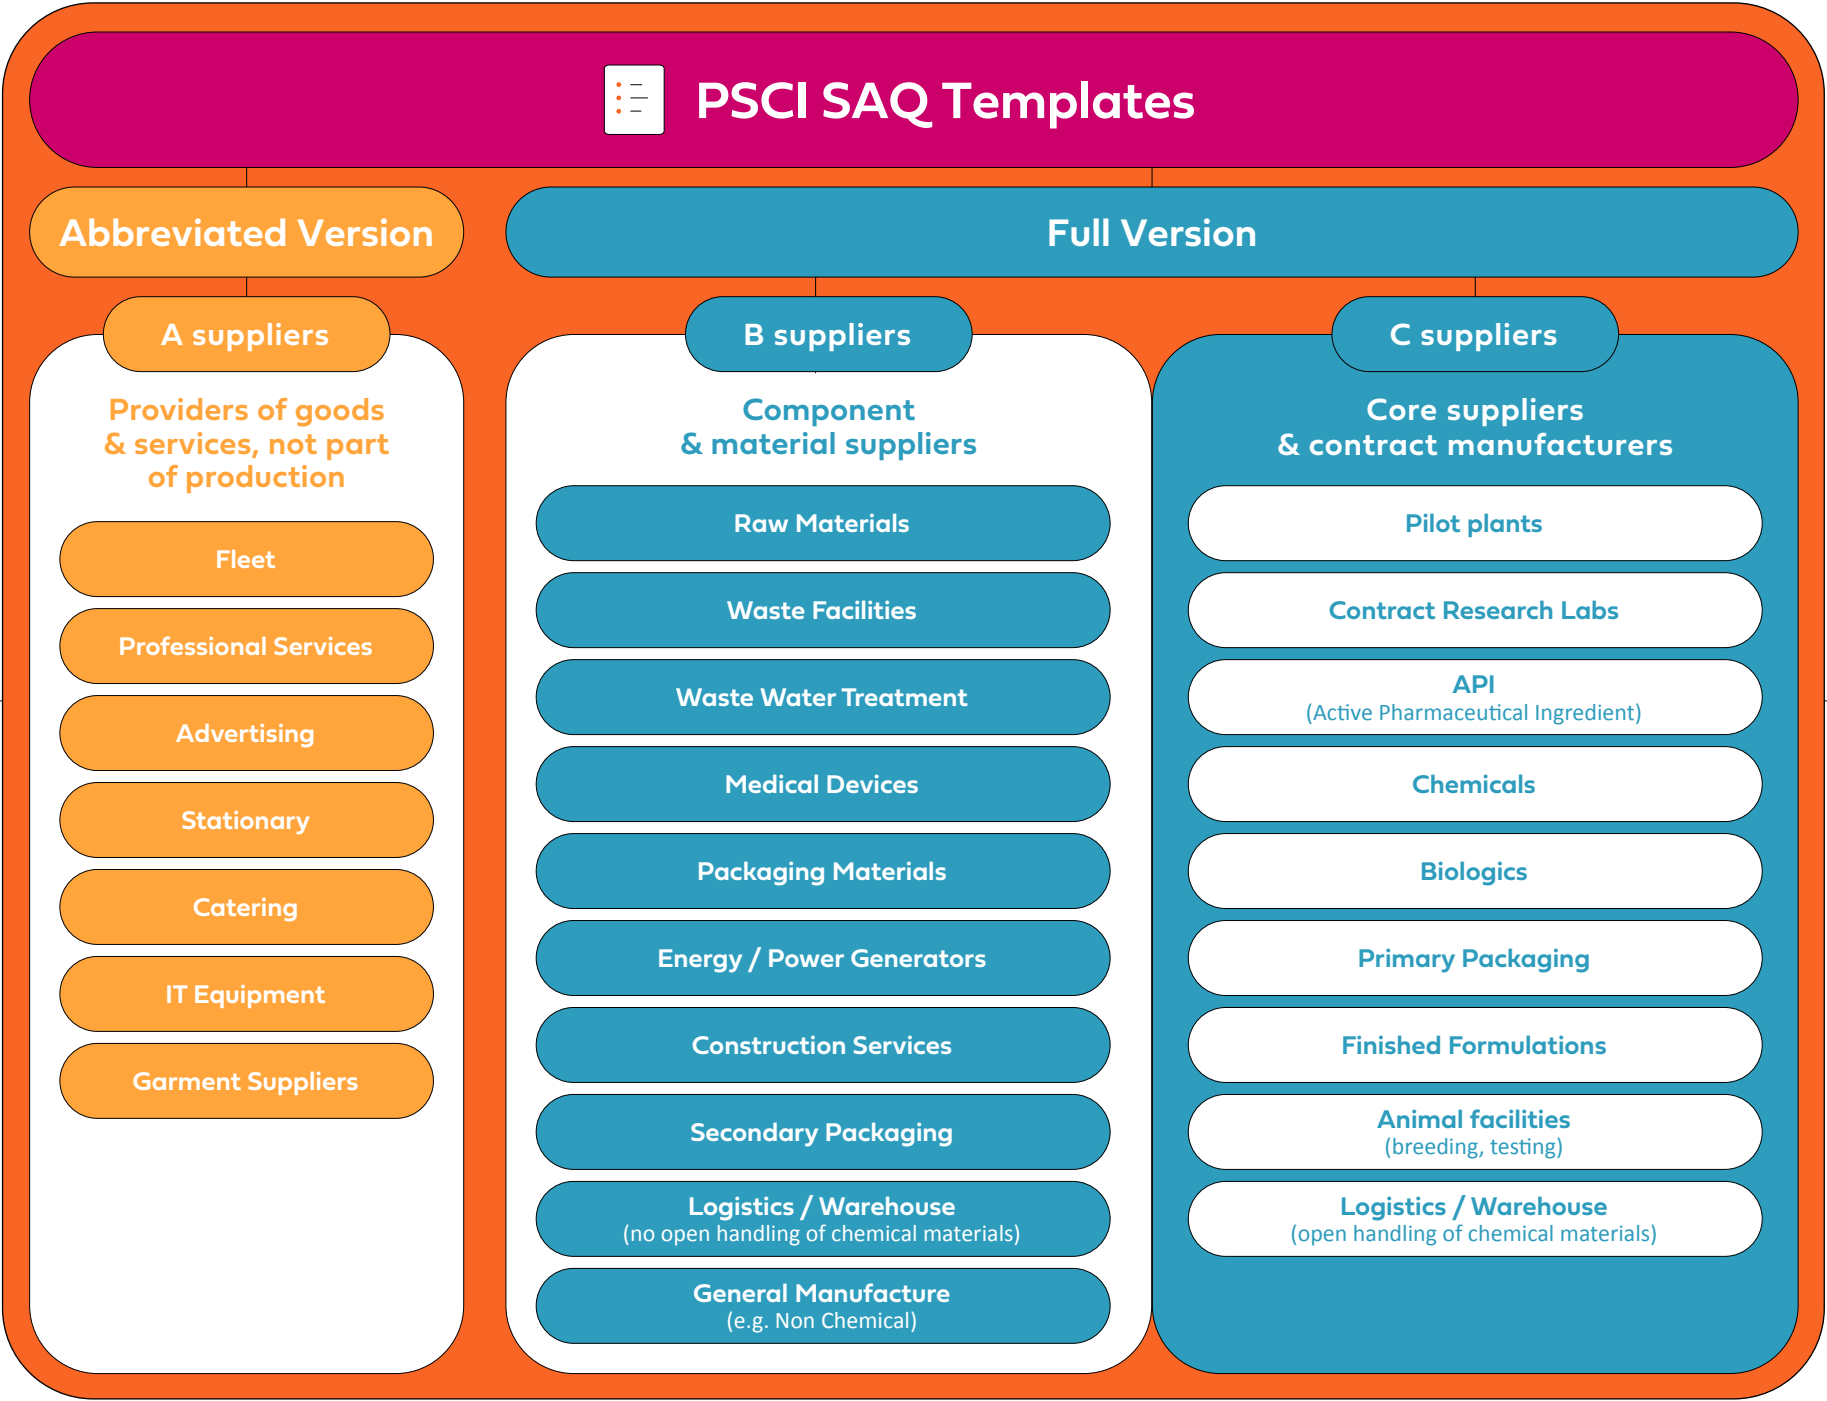 PSCI SAQ Templates
Abbreviated Version
Full Version
A suppliers
Providers of goods
& services, not part
of production
Fleet
Professional Services
Advertising
Stationary
Catering
IT Equipment
Garment Suppliers
B suppliers
Component
& material suppliers
Raw Materials
Waste Facilities
Waste Water Treatment
Medical Devices
Packaging Materials
Energy / Power Generators
Construction Services
Secondary Packaging
Logistics / Warehouse
(no open handling of chemical materials)
General Manufacture
(e.g. Non Chemical)
C suppliers
Core suppliers
& contract manufacturers
Pilot plants
Contract Research Labs
API
(Active Pharmaceutical Ingredient)
Chemicals
Biologics
Primary Packaging
Finished Formulations
Animal facilities
(breeding, testing)
Logistics / Warehouse
(open handling of chemical materials)